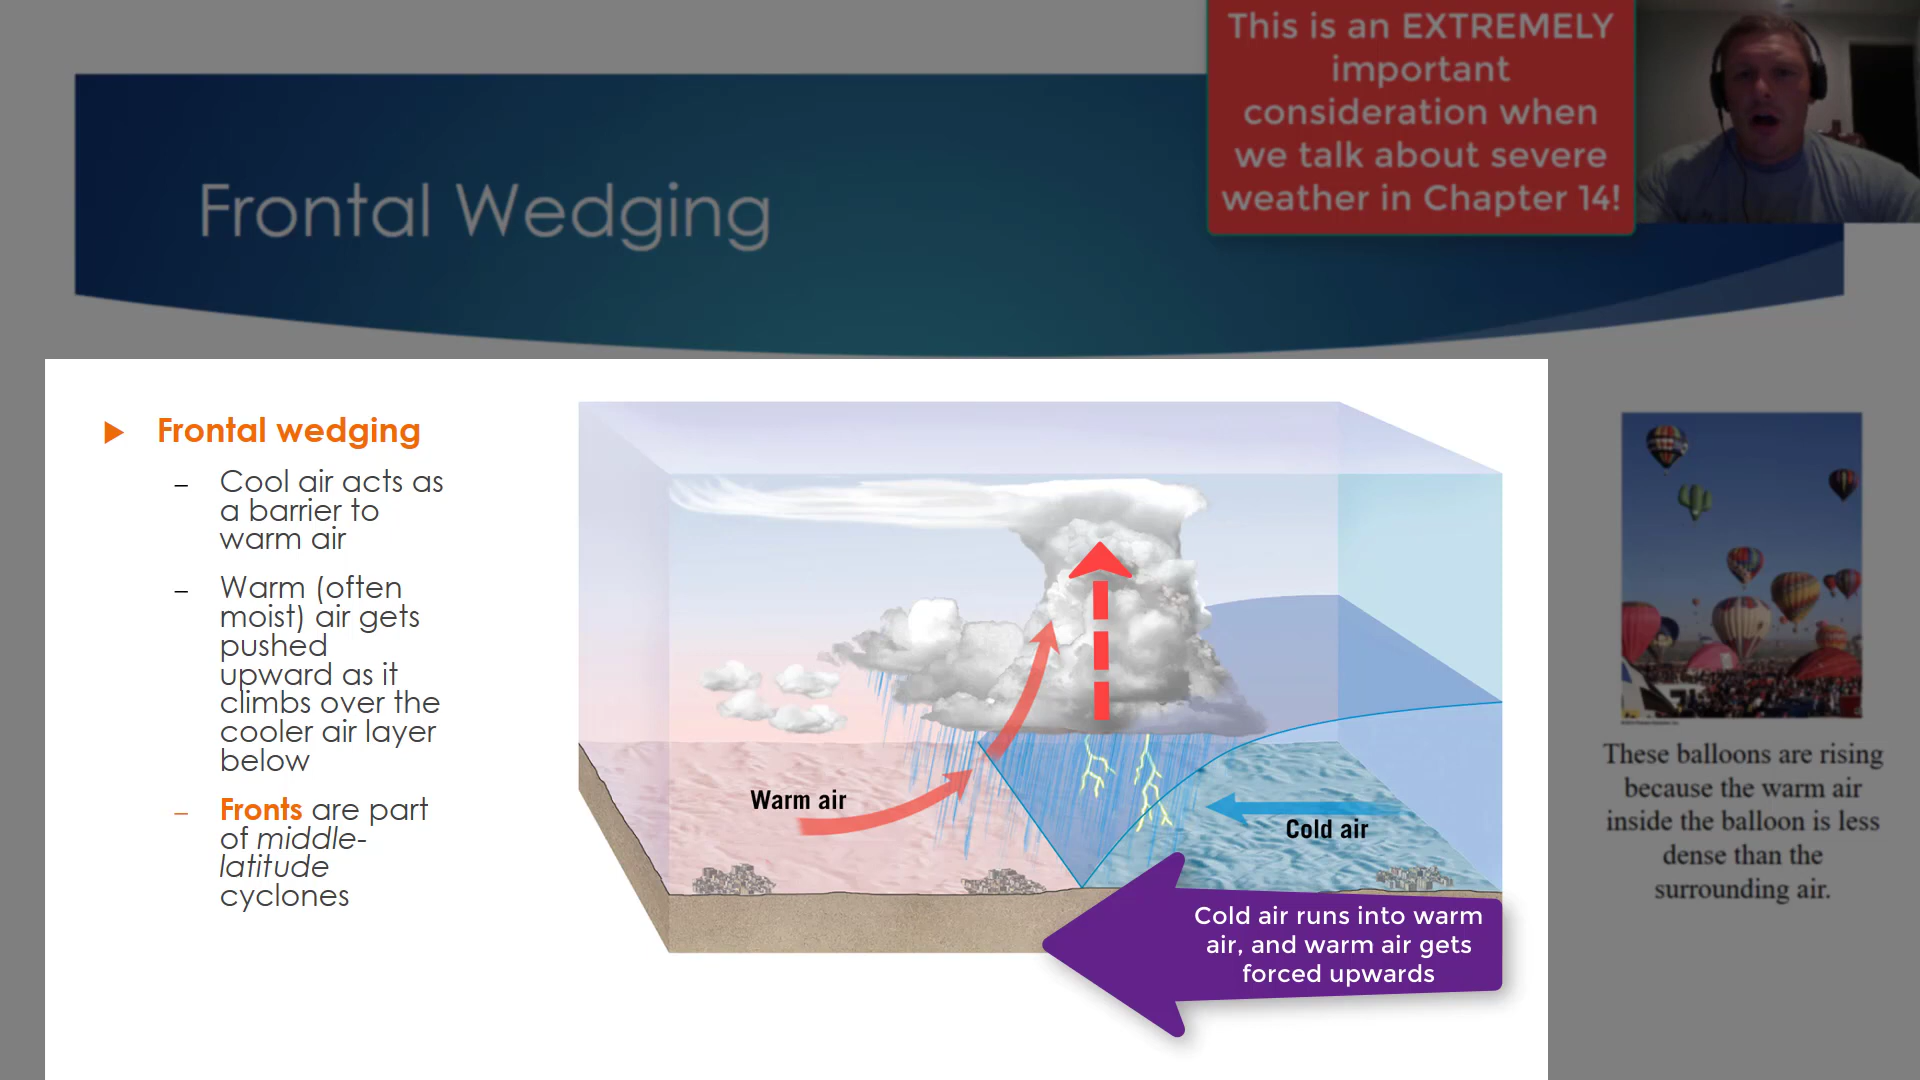 This is an EXTREMELY
important
consideration when
we talk about severe
weather in Chapter 14!
Frontal Wedging
Frontal wedging
– Cool air acts as
a barrier to
warm air
– Warm (often
moist) air gets
pushed
upward as it
climbs over the
cooler air layer
below
– Fronts are part
of middle-
latitude
cyclones
Warm air
Cold air
Cold air runs into warm
air, and warm air gets
forced upwards
These balloons are rising
because the warm air
inside the balloon is less
dense than the
surrounding air.